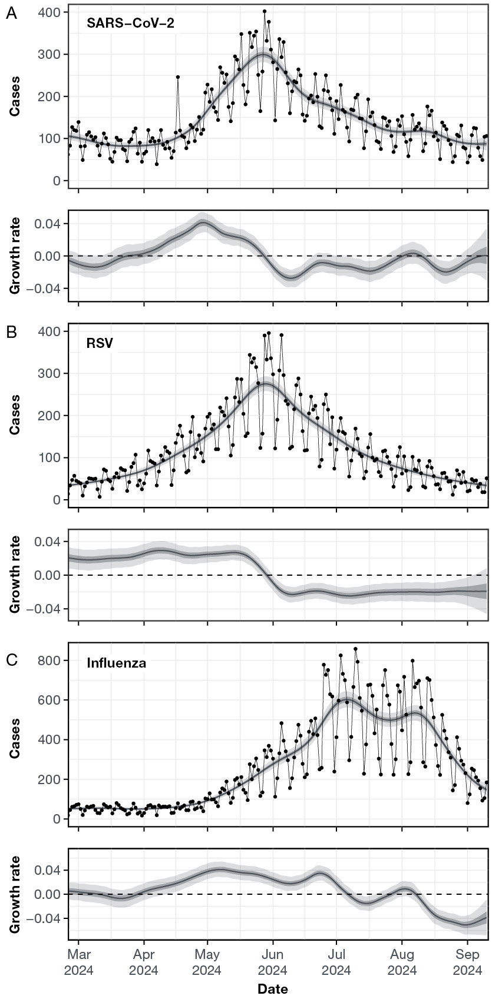 A
SARS−CoV−2
Cases
400
300
200
100
0
Growth rate
0.04
0.00
−0.04
B
RSV
Cases
400
300
200
100
0
Growth rate
0.04
0.00
−0.04
C
Influenza
Cases
800
600
400
200
0
Growth rate
0.04
0.00
−0.04
Mar Apr May Jun Jul Aug Sep
2024 2024 2024 2024 2024 2024 2024
Date